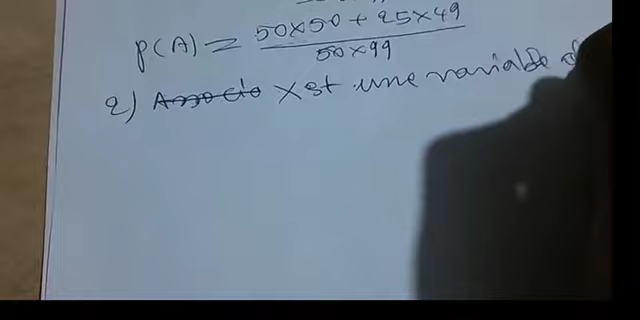 p(A) = (50×50 + 25×49) / (50×99)
2) X st une variable